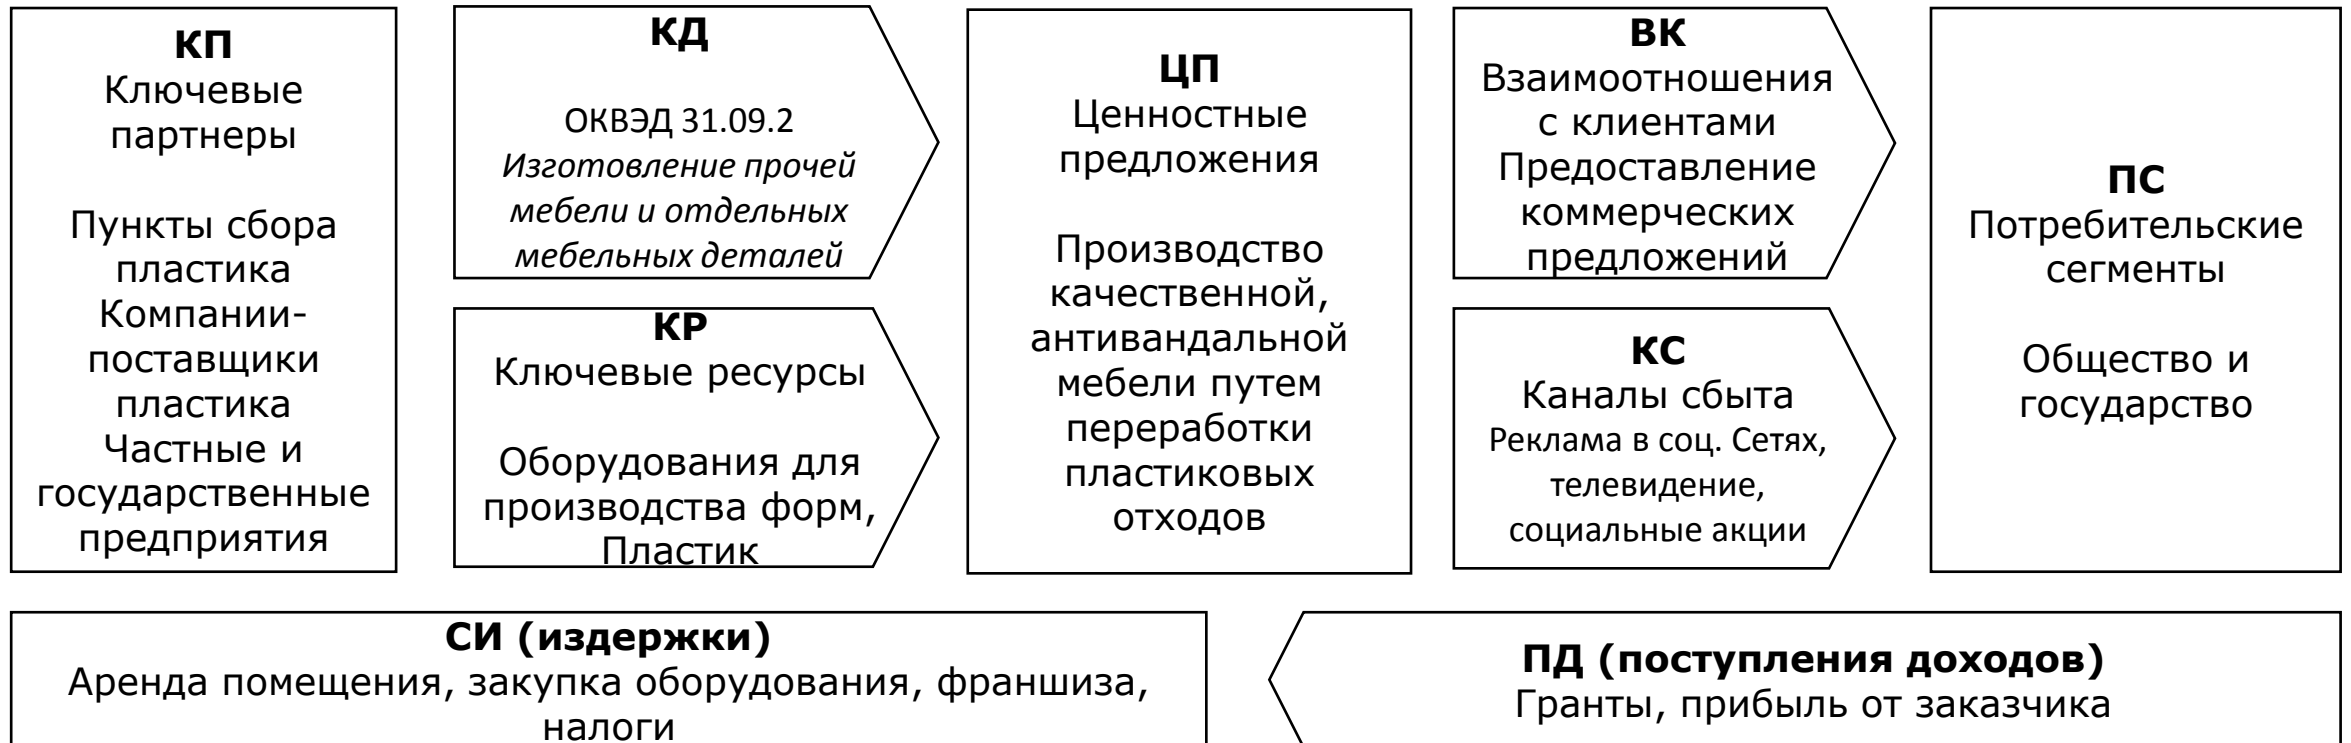 КП
Ключевые
партнеры
Пункты сбора
пластика
Компании-
поставщики
пластика
Частные и
государственные
предприятия
КД
ОКВЭД 31.09.2
Изготовление прочей
мебели и отдельных
мебельных деталей
КР
Ключевые ресурсы
Оборудования для
производства форм,
Пластик
ЦП
Ценностные
предложения
Производство
качественной,
антивандальной
мебели путем
переработки
пластиковых
отходов
ВК
Взаимоотношения
с клиентами
Предоставление
коммерческих
предложений
КС
Каналы сбыта
Реклама в соц. Сетях,
телевидение,
социальные акции
ПС
Потребительские
сегменты
Общество и
государство
СИ (издержки)
Аренда помещения, закупка оборудования, франшиза,
налоги
ПД (поступления доходов)
Гранты, прибыль от заказчика